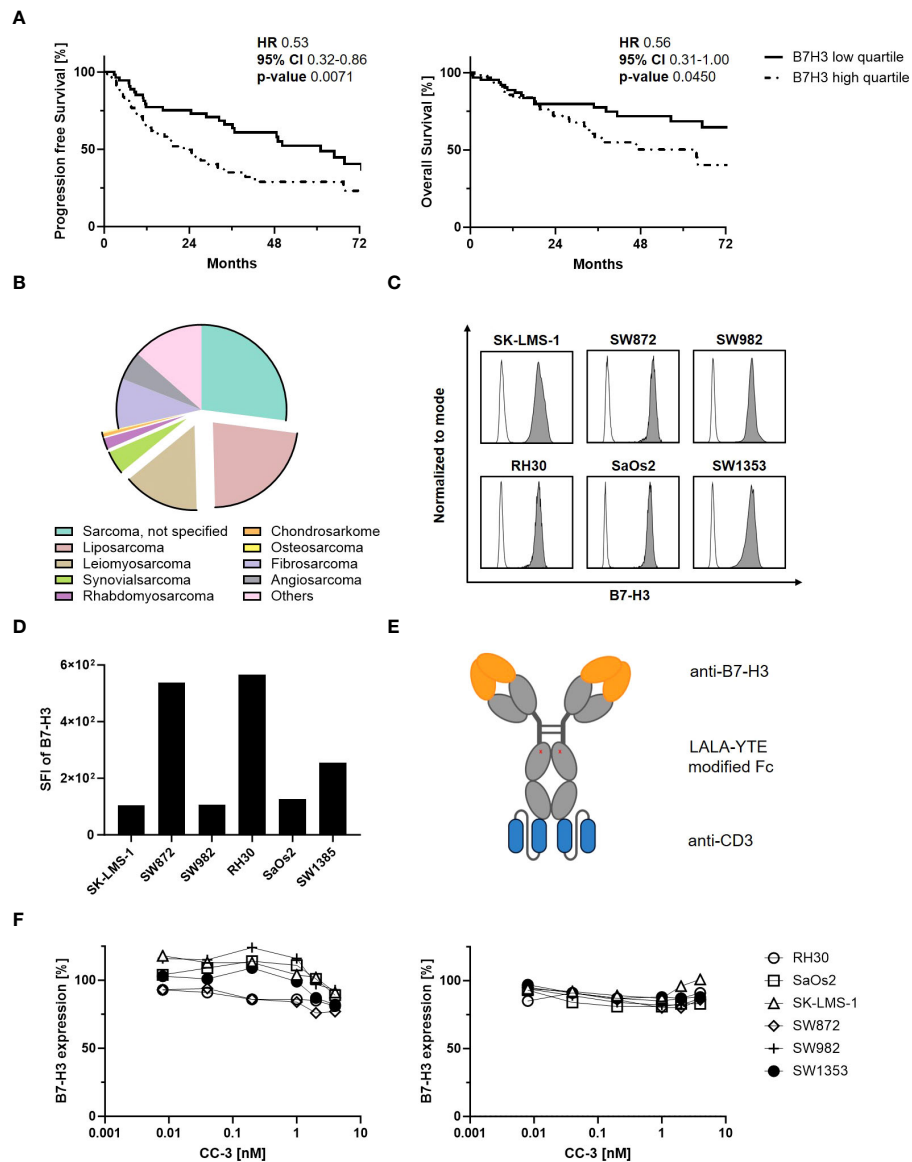 A
HR 0.53
95% CI 0.32-0.86
p-value 0.0071
Progression free Survival [%]
100
50
0
0 24 48 72
Months
HR 0.56
95% CI 0.31-1.00
p-value 0.0450
Overall Survival [%]
100
50
0
0 24 48 72
Months
B7H3 low quartile
B7H3 high quartile
B
Sarcoma, not specified
Liposarcoma
Leiomyosarcoma
Synovialsarcoma
Rhabdomyosarcoma
Chondrosarkome
Osteosarcoma
Fibrosarcoma
Angiosarcoma
Others
C
Normalized to mode
SK-LMS-1 SW872 SW982
RH30 SaOs2 SW1353
B7-H3
D
SFI of B7-H3
6×10²
4×10²
2×10²
0
SK-LMS-1 SW872 SW982 RH30 SaOs2 SW1385
E
anti-B7-H3
LALA-YTE
modified Fc
anti-CD3
F
B7-H3 expression [%]
100
50
0
0.001 0.01 0.1 1 10
CC-3 [nM]
B7-H3 expression [%]
100
50
0
0.001 0.01 0.1 1 10
CC-3 [nM]
RH30
SaOs2
SK-LMS-1
SW872
SW982
SW1353